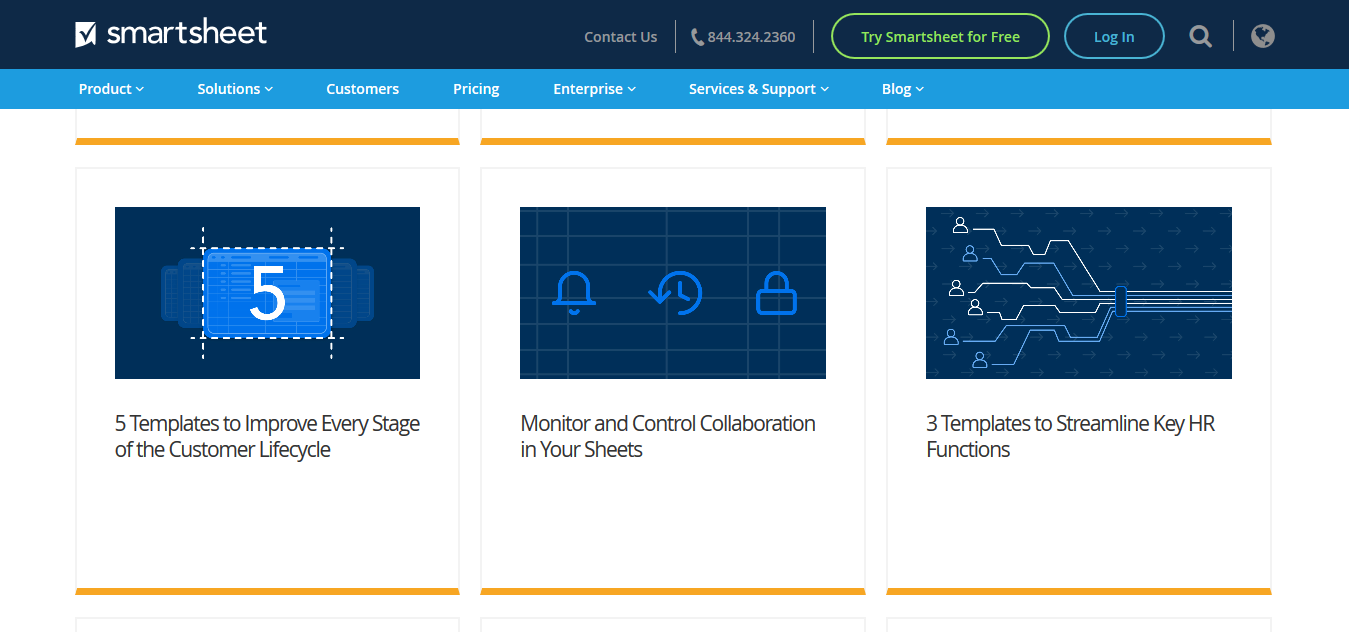 smartsheet
Contact Us
844.324.2360
Try Smartsheet for Free
Log In
Product
Solutions
Customers
Pricing
Enterprise
Services & Support
Blog
5
5 Templates to Improve Every Stage
of the Customer Lifecycle
Monitor and Control Collaboration
in Your Sheets
3 Templates to Streamline Key HR
Functions